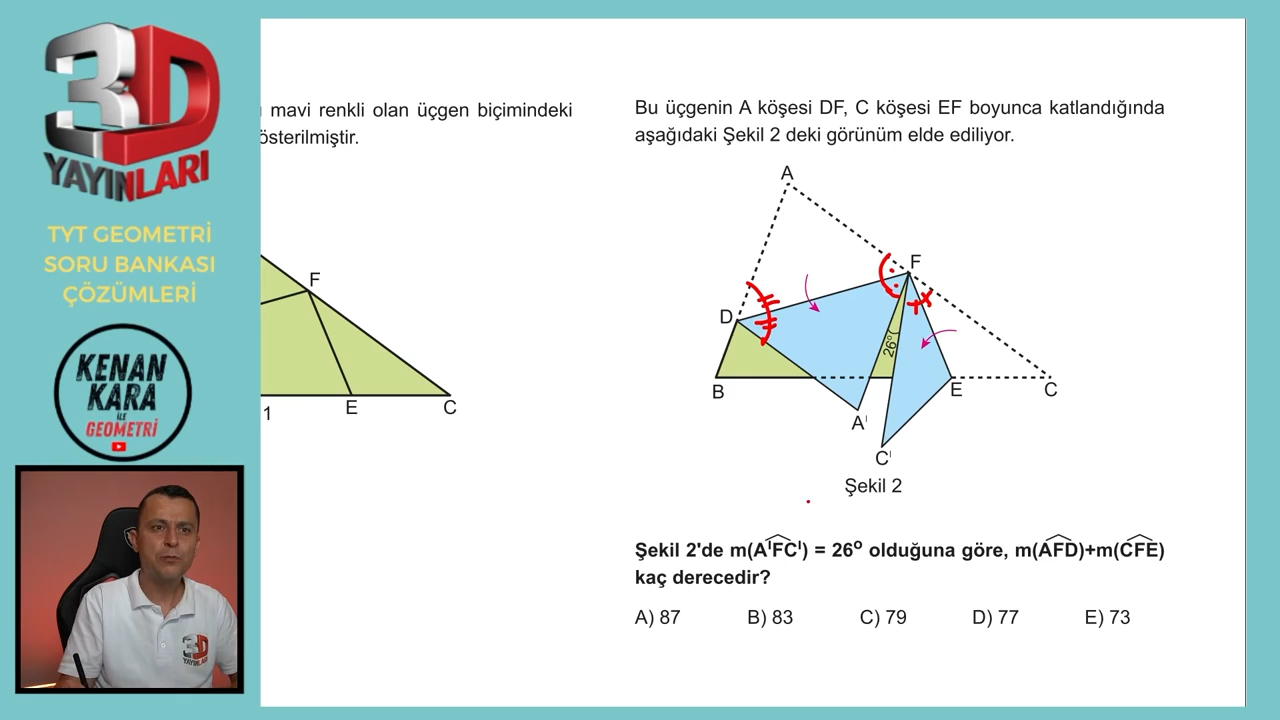 3D
YAYINLARI
TYT GEOMETRİ
SORU BANKASI
ÇÖZÜMLERİ
KENAN
KARA
İLE
GEOMETRİ
3D
YAYINLARI
mavi renkli olan üçgen biçimindeki
österilmiştir.
F
1
E
C
Bu üçgenin A köşesi DF, C köşesi EF boyunca katlandığında
aşağıdaki Şekil 2 deki görünüm elde ediliyor.
A
F
D
26°
B
E
C
A'
C'
Şekil 2
Şekil 2'de m(A'FC') = 26° olduğuna göre, m(AFD)+m(CFE)
kaç derecedir?
A) 87 B) 83 C) 79 D) 77 E) 73